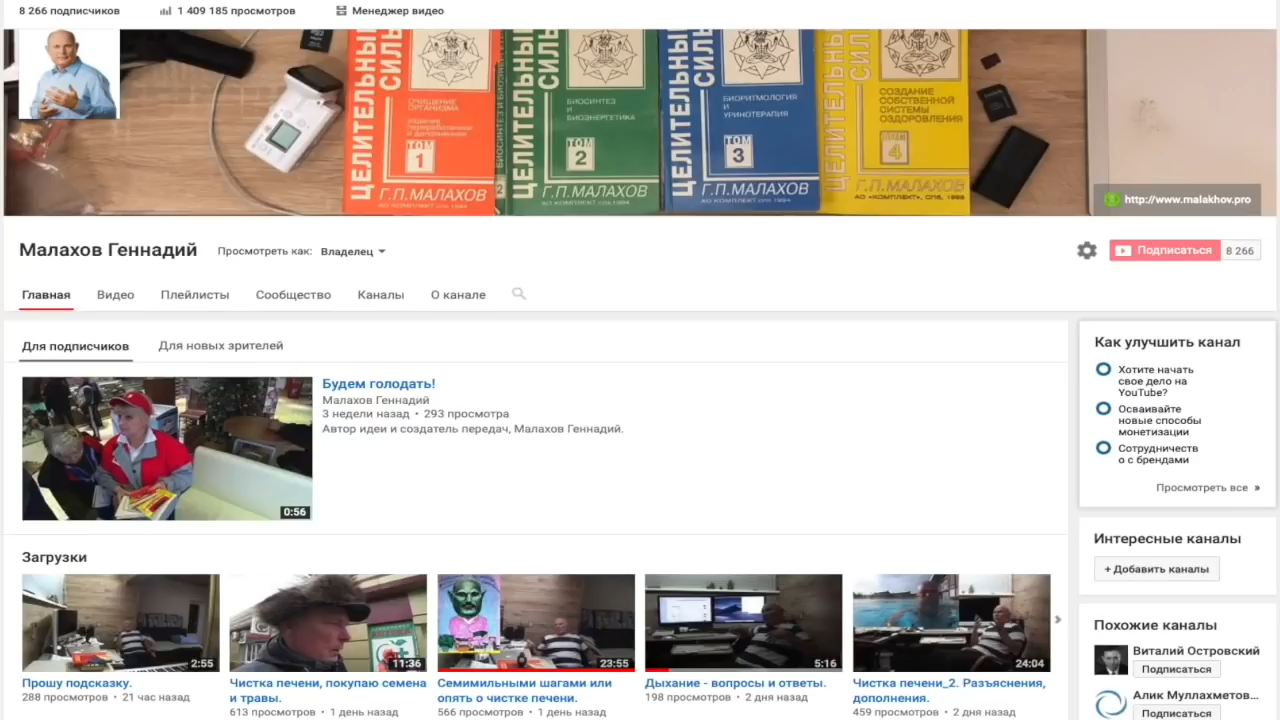 8 266 подписчиков
1 409 185 просмотров
Менеджер видео
ЦЕЛИТЕЛЬНЫЕ СИЛЫ
ОЧИЩЕНИЕ
ОРГАНИЗМА
ТОМ
1
Г.П.МАЛАХОВ
2
ЦЕЛИТЕЛЬНЫЕ СИЛЫ
БИОСИНТЕЗ
И
БИОЭНЕРГЕТИКА
ТОМ
2
Г.П.МАЛАХОВ
ЦЕЛИТЕЛЬНЫЕ СИЛЫ
БИОРИТМОЛОГИЯ
И
УРИНОТЕРАПИЯ
ТОМ
3
Г.П.МАЛАХОВ
ЦЕЛИТЕЛЬНЫЕ СИЛЫ
СОЗДАНИЕ
СОБСТВЕННОЙ
СИСТЕМЫ
ОЗДОРОВЛЕНИЯ
ТОМ
4
Г.П.МАЛАХОВ
http://www.malakhov.pro
Малахов Геннадий
Просмотреть как: Владелец
Подписаться 8 266
Главная Видео Плейлисты Сообщество Каналы О канале
Для подписчиков Для новых зрителей
Будем голодать!
Малахов Геннадий
3 недели назад • 293 просмотра
Автор идеи и создатель передач, Малахов Геннадий.
0:56
Загрузки
2:55
Прошу подсказку.
288 просмотров • 21 час назад
11:36
Чистка печени, покупаю семена
и травы.
613 просмотров • 1 день назад
23:55
Семимильными шагами или
опять о чистке печени.
566 просмотров • 1 день назад
5:16
Дыхание - вопросы и ответы.
198 просмотров • 2 дня назад
24:04
Чистка печени_2. Разъяснения,
дополнения.
459 просмотров • 2 дня назад
Как улучшить канал
Хотите начать
свое дело на
YouTube?
Осваивайте
новые способы
монетизации
Сотрудничеств
о с брендами
Просмотреть все »
Интересные каналы
+ Добавить каналы
Похожие каналы
Виталий Островский
Подписаться
Алик Муллахметов...
Подписаться